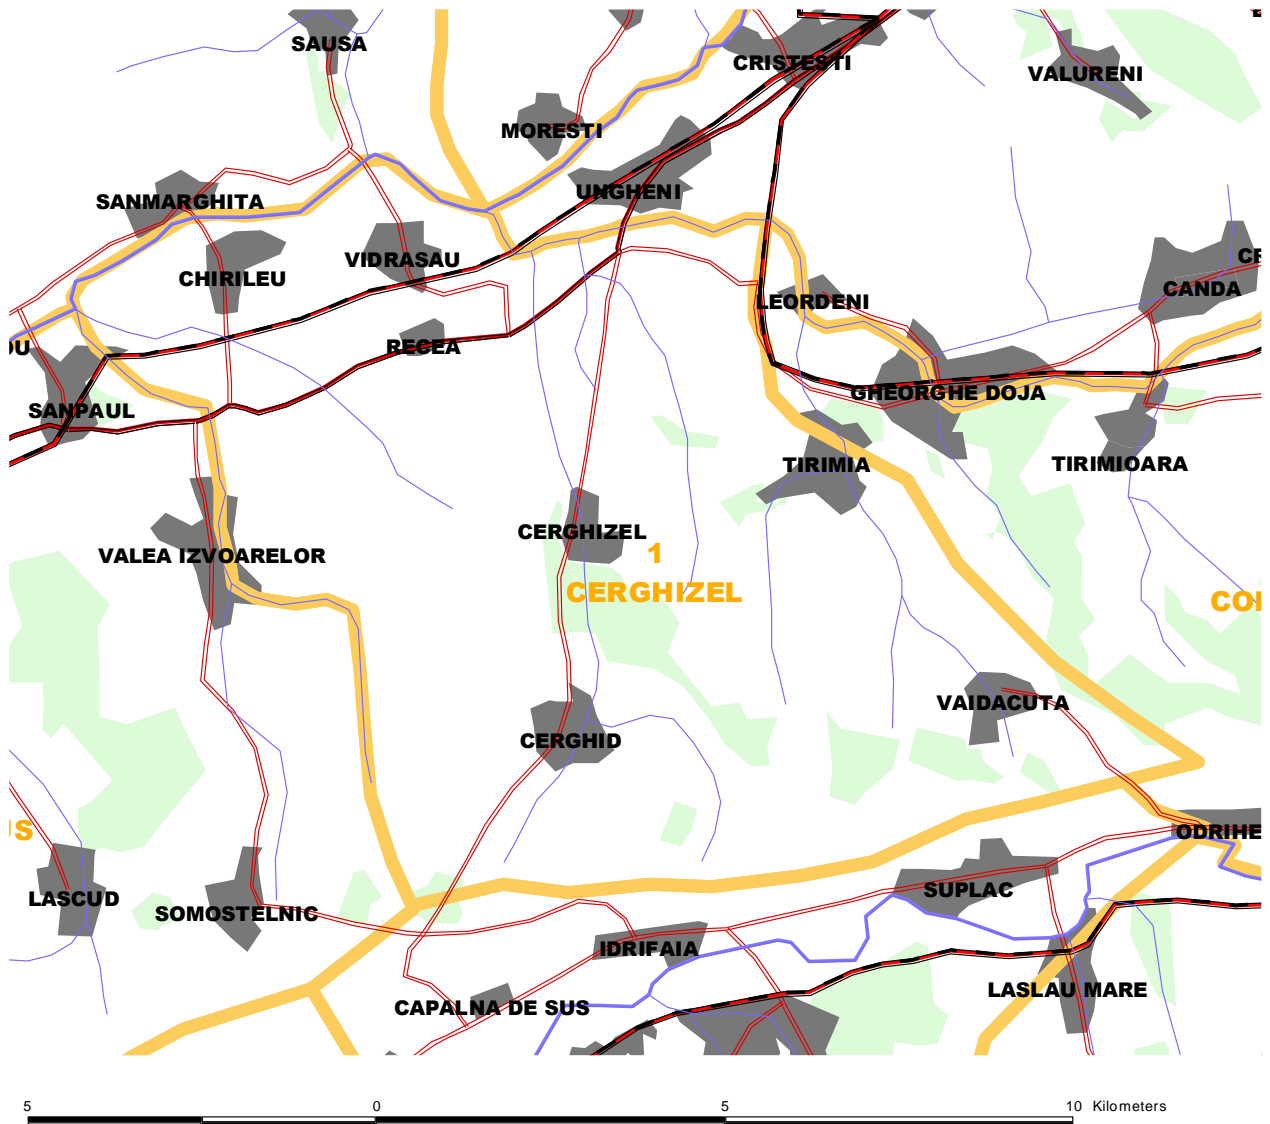 SAUSA
CRISTESTI
VALURENI
MORESTI
UNGHENI
SANMARGHITA
VIDRASAU
CHIRILEU
CANDA
LEORDENI
RECEA
GHEORGHE DOJA
SANPAUL
TIRIMIA
TIRIMIOARA
CERGHIZEL
1
CERGHIZEL
VALEA IZVOARELOR
VAIDACUTA
CERGHID
ODRIHE
SUPLAC
LASCUD
SOMOSTELNIC
IDRIFAIA
LASLAU MARE
CAPALNA DE SUS
5 0 5 10 Kilometers